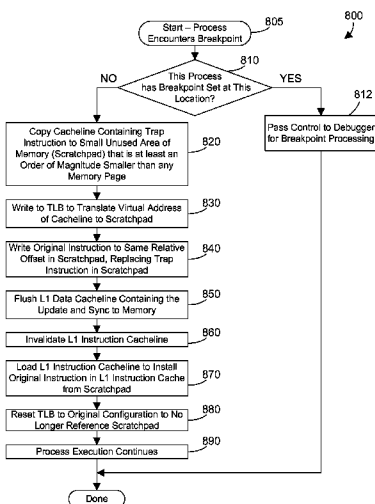 800
Start – Process
Encounters Breakpoint
805
810
This Process
has Breakpoint Set at This
Location?
NO
YES
812
Pass Control to Debugger
for Breakpoint Processing
Copy Cacheline Containing Trap
Instruction to Small Unused Area of
Memory (Scratchpad) that is at least an
Order of Magnitude Smaller than any
Memory Page
820
Write to TLB to Translate Virtual Address
of Cacheline to Scratchpad
830
Write Original Instruction to Same Relative
Offset in Scratchpad, Replacing Trap
Instruction in Scratchpad
840
Flush L1 Data Cacheline Containing the
Update and Sync to Memory
850
Invalidate L1 Instruction Cacheline
860
Load L1 Instruction Cacheline to Install
Original Instruction in L1 Instruction Cache
from Scratchpad
870
Reset TLB to Original Configuration to No
Longer Reference Scratchpad
880
Process Execution Continues
890
Done